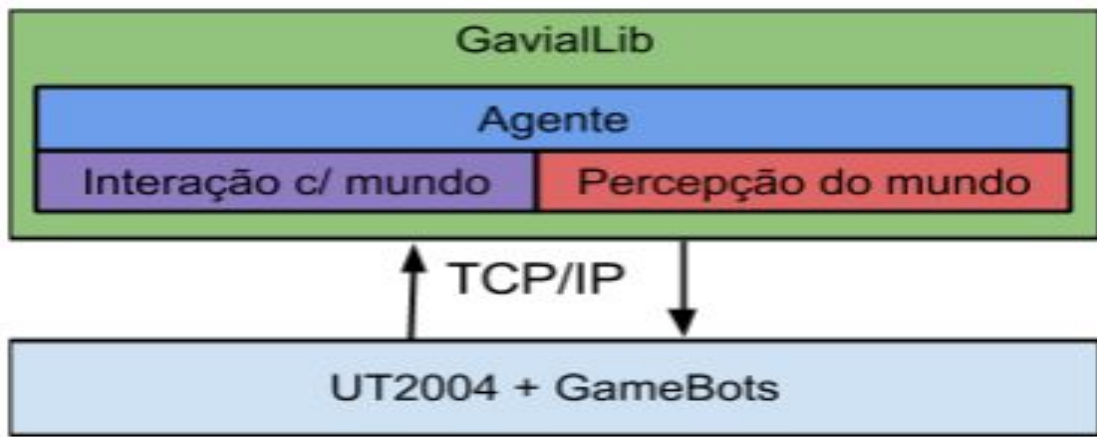 GavialLib
Agente
Interação c/ mundo
Percepção do mundo
TCP/IP
UT2004 + GameBots